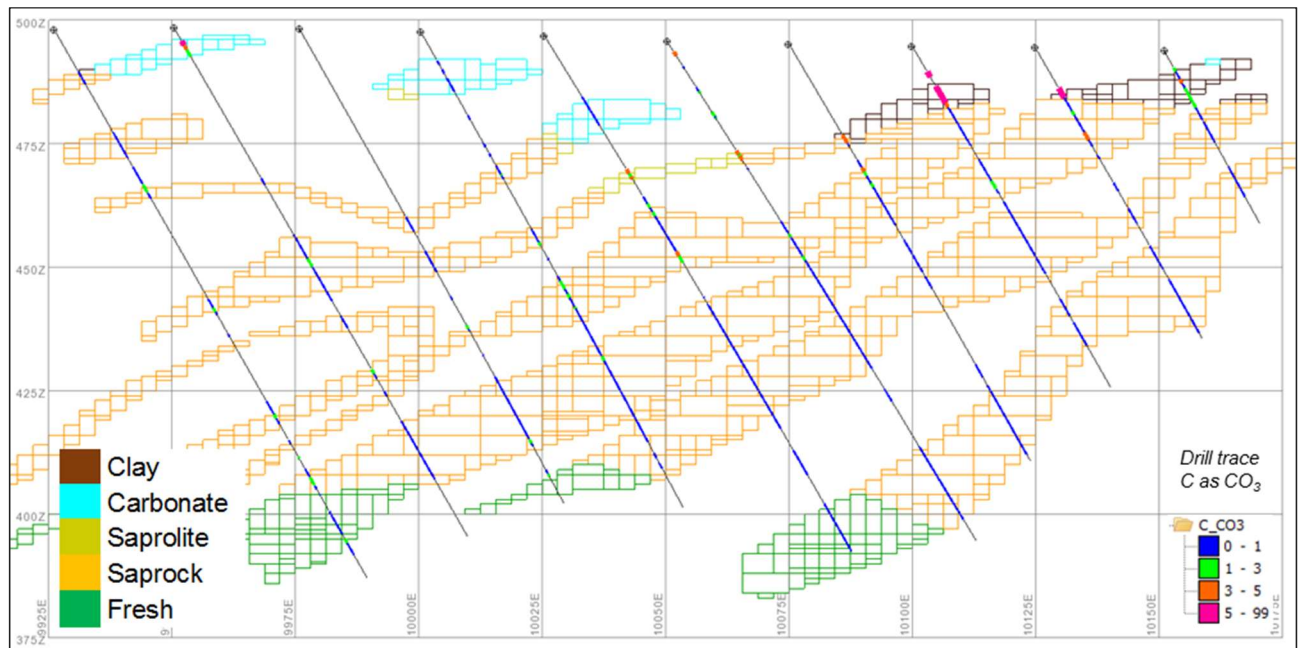 500Z
475Z
450Z
425Z
400Z
375Z
Clay
Carbonate
Saprolite
Saprock
Fresh
Drill trace
C as CO3
C_CO3
0 - 1
1 - 3
3 - 5
5 - 99
9925E
9975E
10000E
10025E
10050E
10075E
10100E
10125E
10150E